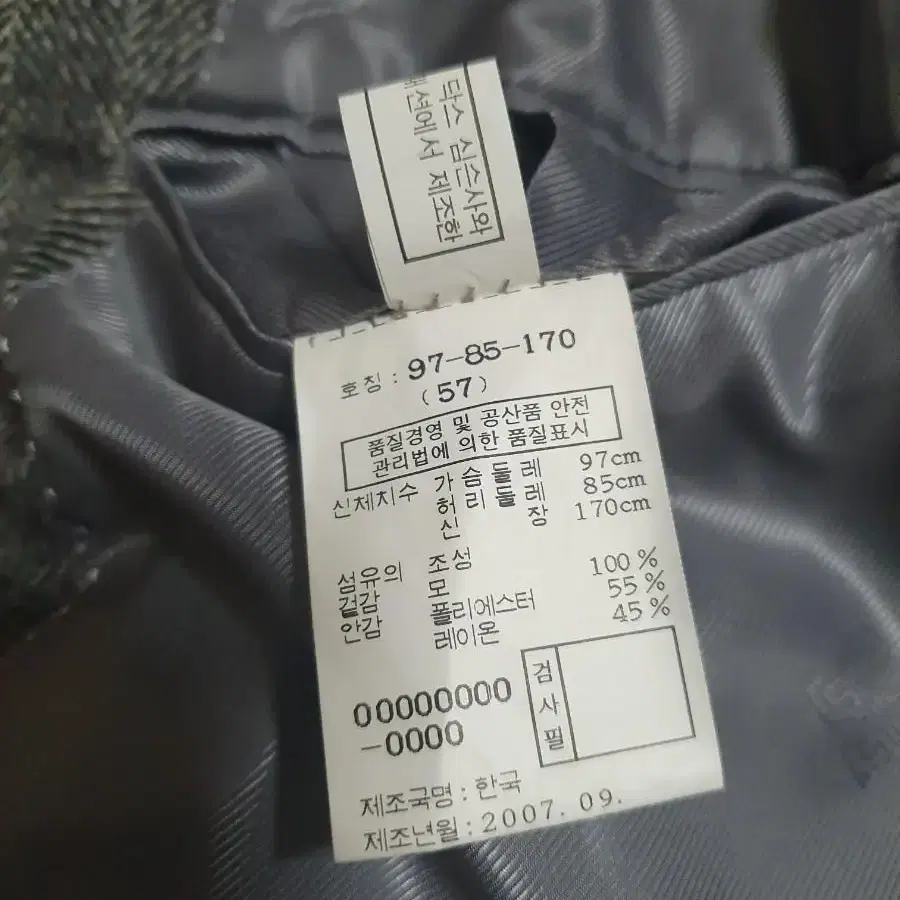 닥스 심슨사와
패션에서 제조한
호칭 : 97-85-170
(57)
품질경영 및 공산품 안전
관리법에 의한 품질표시
신체치수 가 슴 둘 레 97cm
허 리 둘 레 85cm
신 장 170cm
섬유의 조성
겉감 모 100 %
안감 폴리에스터 55 %
레이온 45 %
00000000
-0000
검사필
제조국명 : 한국
제조년월 : 2007. 09.